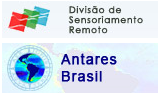 Divisão de
Sensoriamento
Remoto
Antares
Brasil